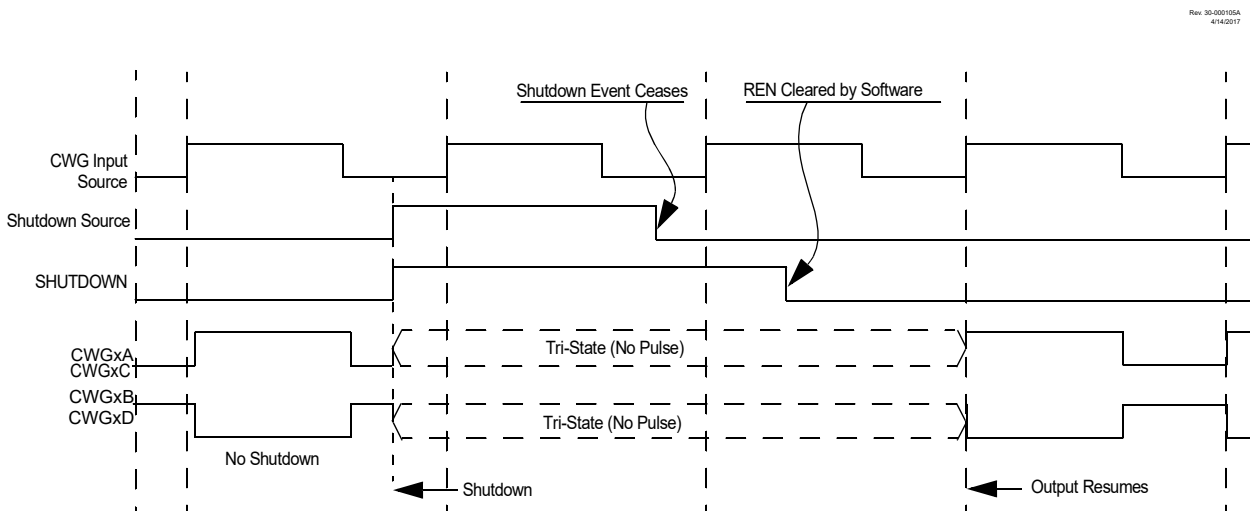 Rev. 30-000105A
4/14/2017
Shutdown Event Ceases
REN Cleared by Software
CWG Input
Source
Shutdown Source
SHUTDOWN
CWGxA
CWGxC
Tri-State (No Pulse)
CWGxB
CWGxD
Tri-State (No Pulse)
No Shutdown
Shutdown
Output Resumes